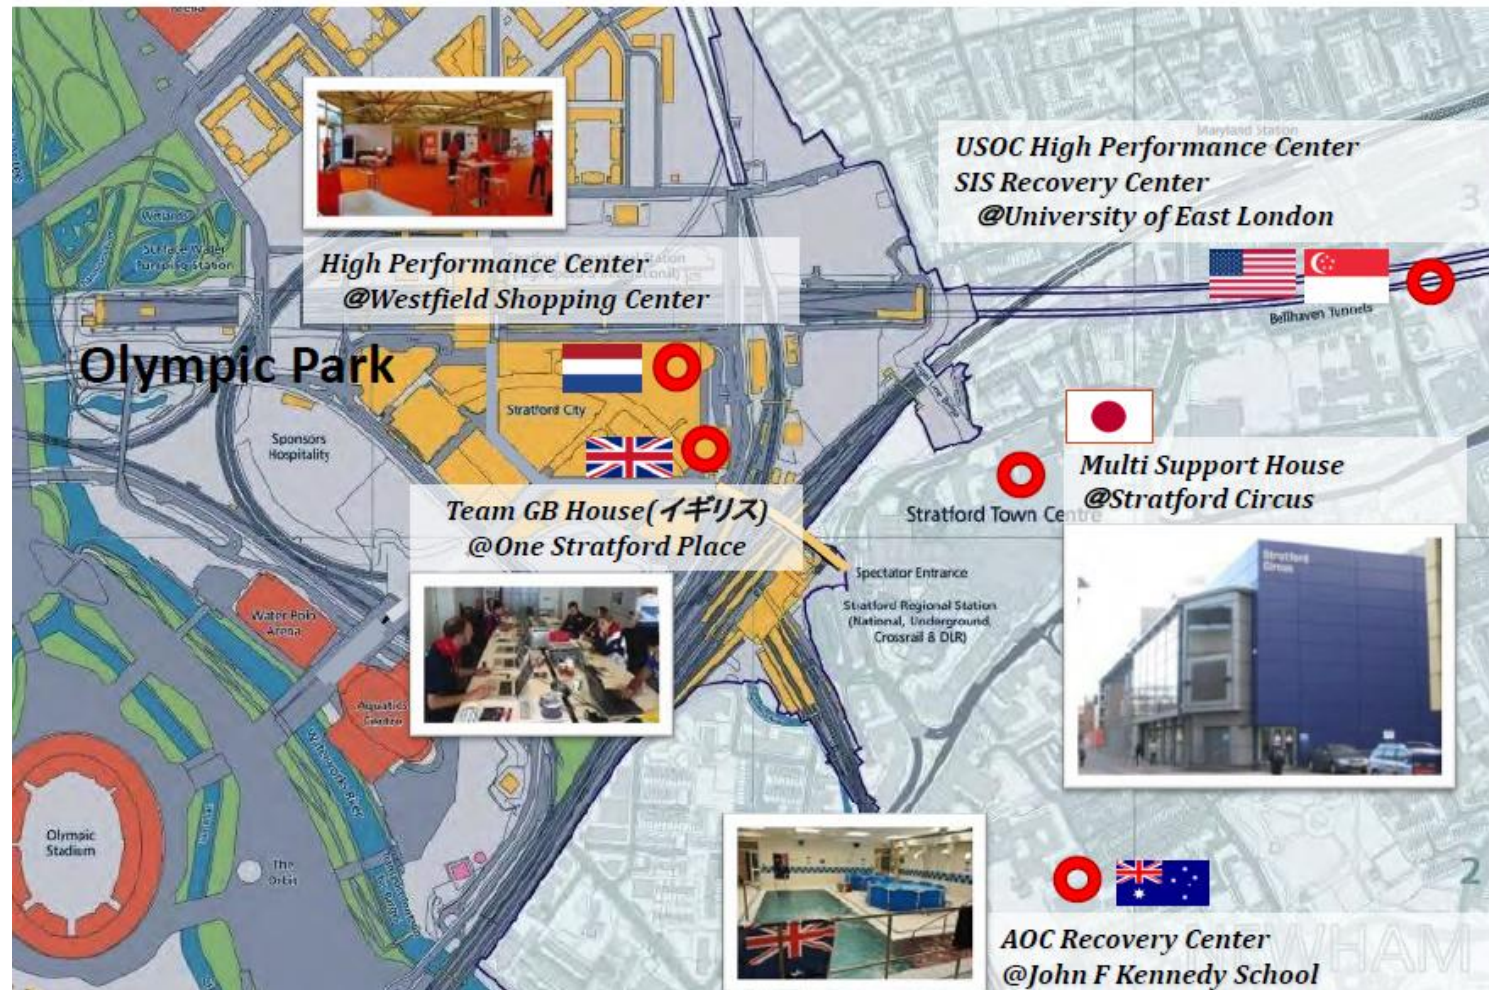 Arena
Maryland Station
USOC High Performance Center
SIS Recovery Center
@University of East London
3
Wetlands
Surface Water
Pumping Station
High Performance Center
@Westfield Shopping Center
Bellhaven Tunnels
Olympic Park
Stratford City
Sponsors
Hospitality
Multi Support House
@Stratford Circus
Team GB House(イギリス)
@One Stratford Place
Stratford Town Centre
Stratford
Circus
Spectator Entrance
Stratford Regional Station
(National, Underground,
Crossrail & DLR)
Water Polo
Arena
Aquatics
Centre
Waterworks River
Olympic
Stadium
The
Orbit
2
AOC Recovery Center
@John F Kennedy School
NEWHAM